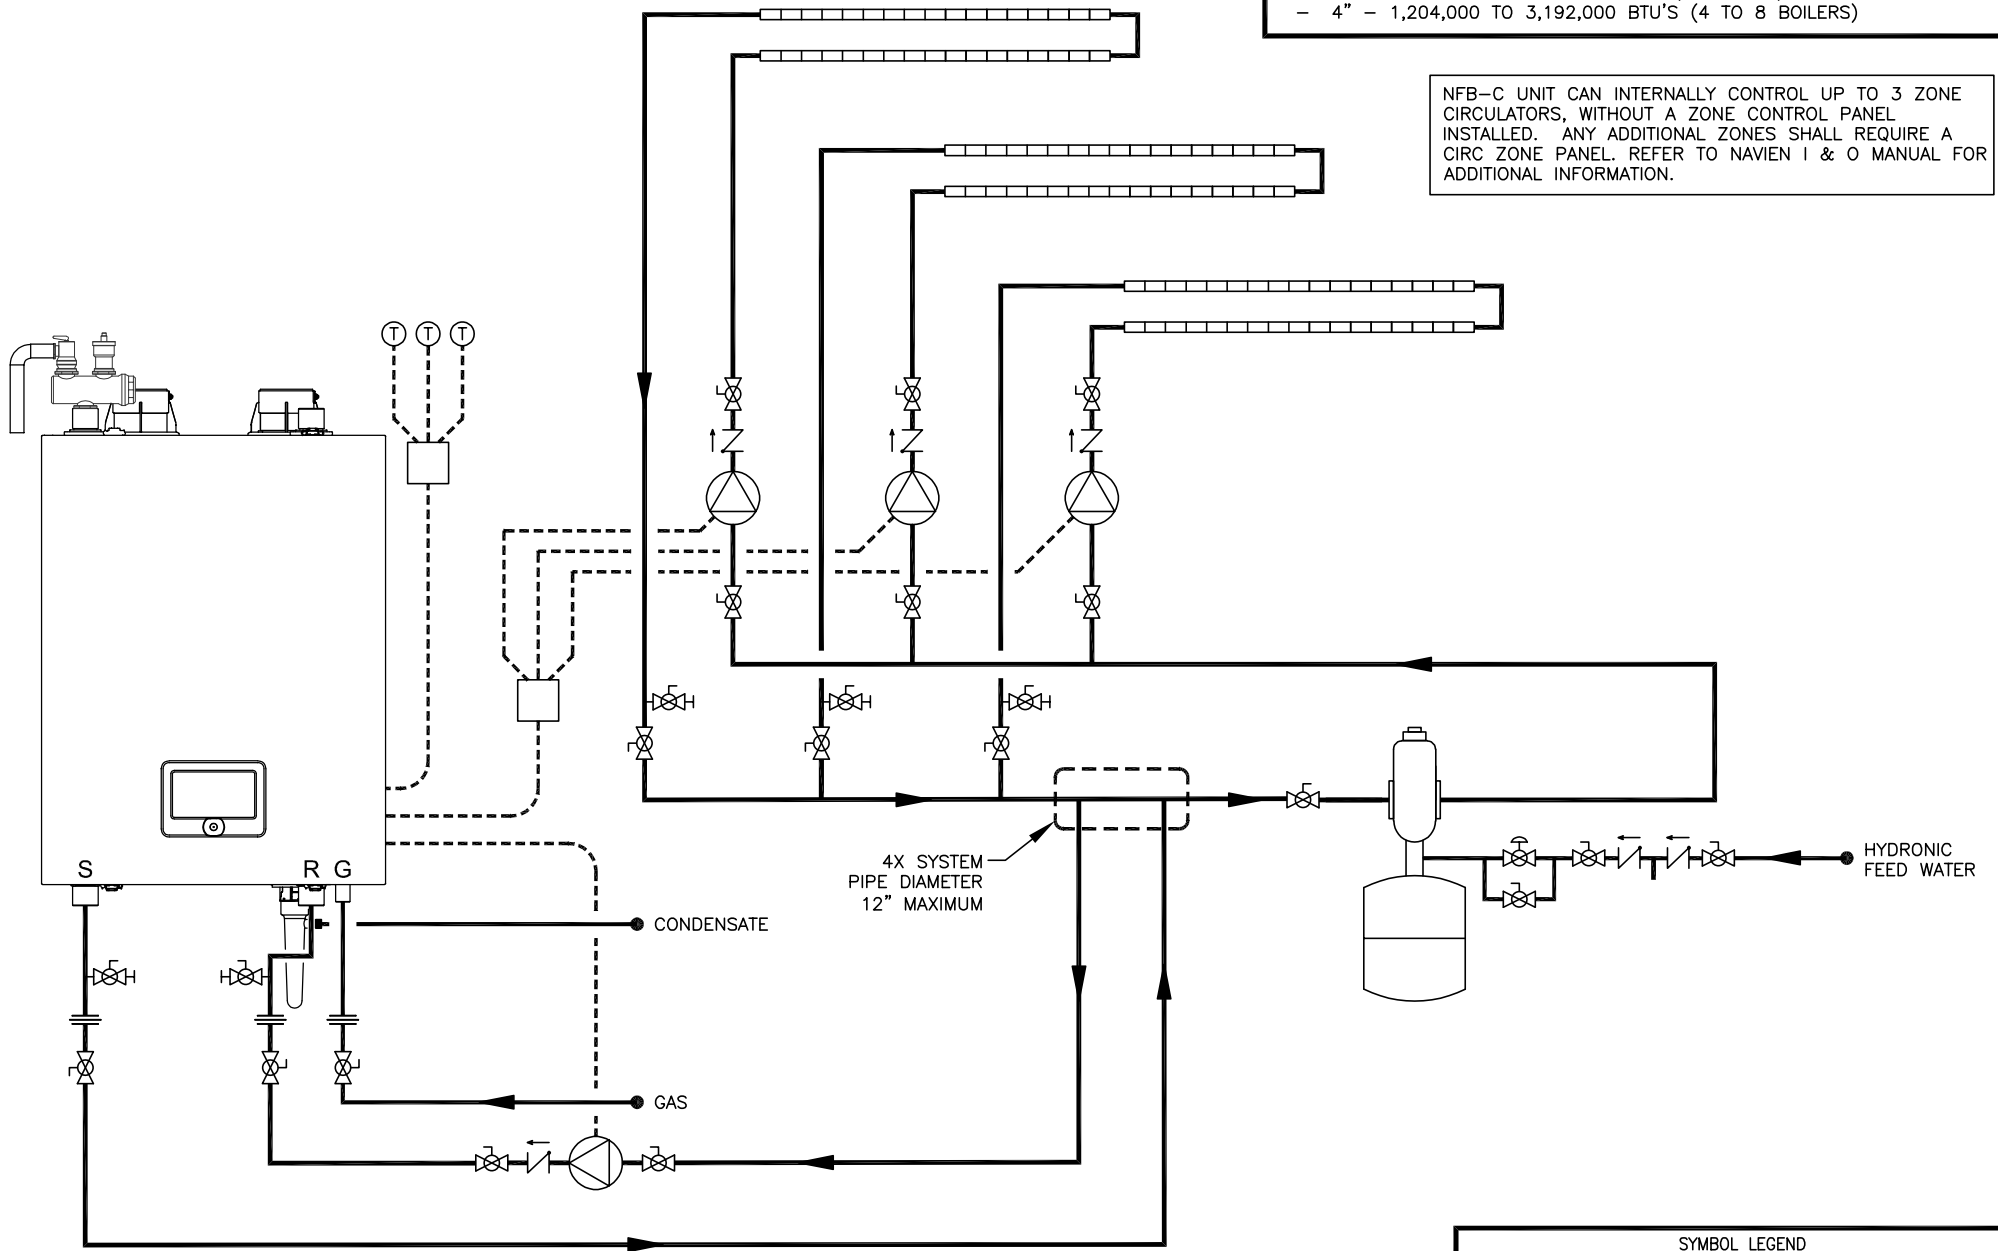 – 4" – 1,204,000 TO 3,192,000 BTU'S (4 TO 8 BOILERS)
NFB–C UNIT CAN INTERNALLY CONTROL UP TO 3 ZONE
CIRCULATORS, WITHOUT A ZONE CONTROL PANEL
INSTALLED. ANY ADDITIONAL ZONES SHALL REQUIRE A
CIRC ZONE PANEL. REFER TO NAVIEN I & O MANUAL FOR
ADDITIONAL INFORMATION.
T T T
S R G
4X SYSTEM
PIPE DIAMETER
12" MAXIMUM
HYDRONIC
FEED WATER
CONDENSATE
GAS
SYMBOL LEGEND